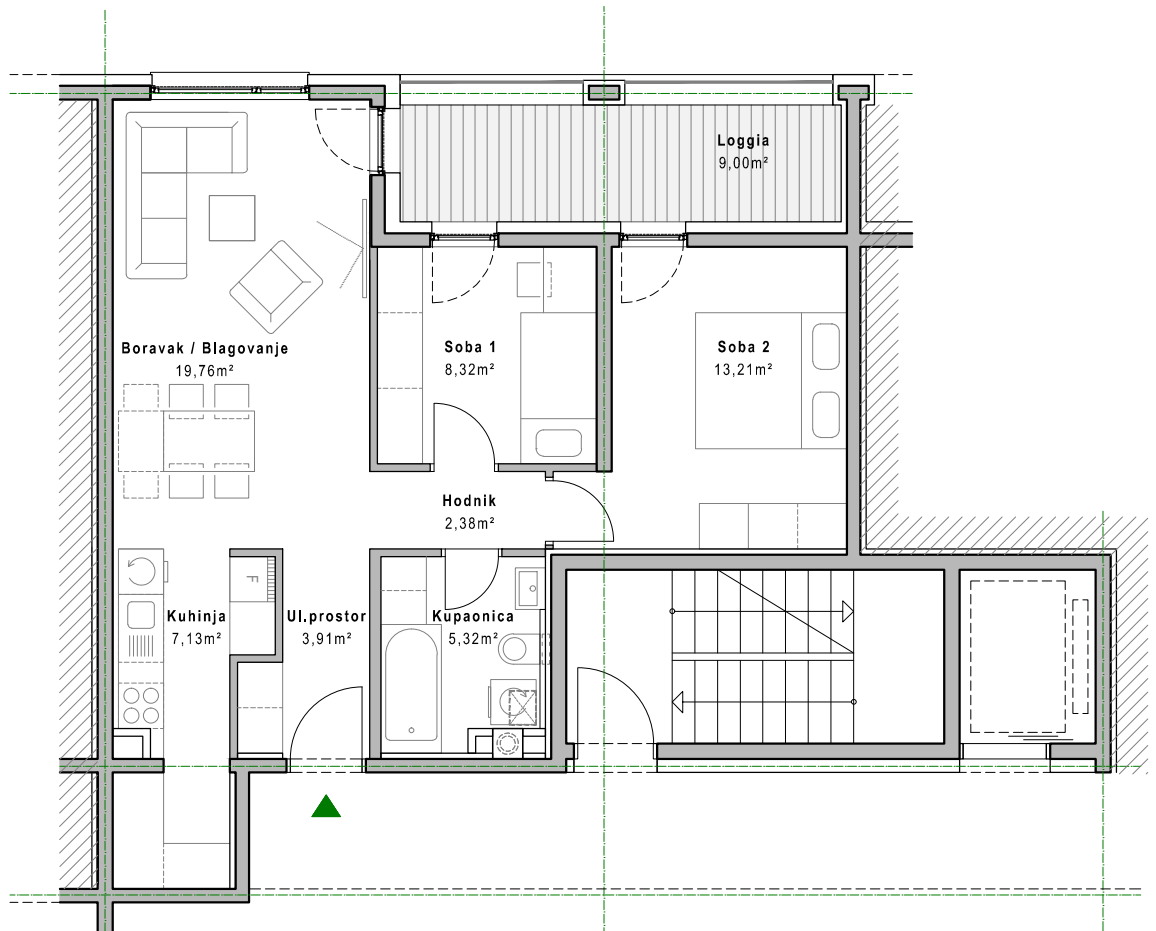 Loggia
9,00m²
Boravak / Blagovanje
19,76m²
Soba 1
8,32m²
Soba 2
13,21m²
Hodnik
2,38m²
F
Kuhinja
7,13m²
Ul.prostor
3,91m²
Kupaonica
5,32m²